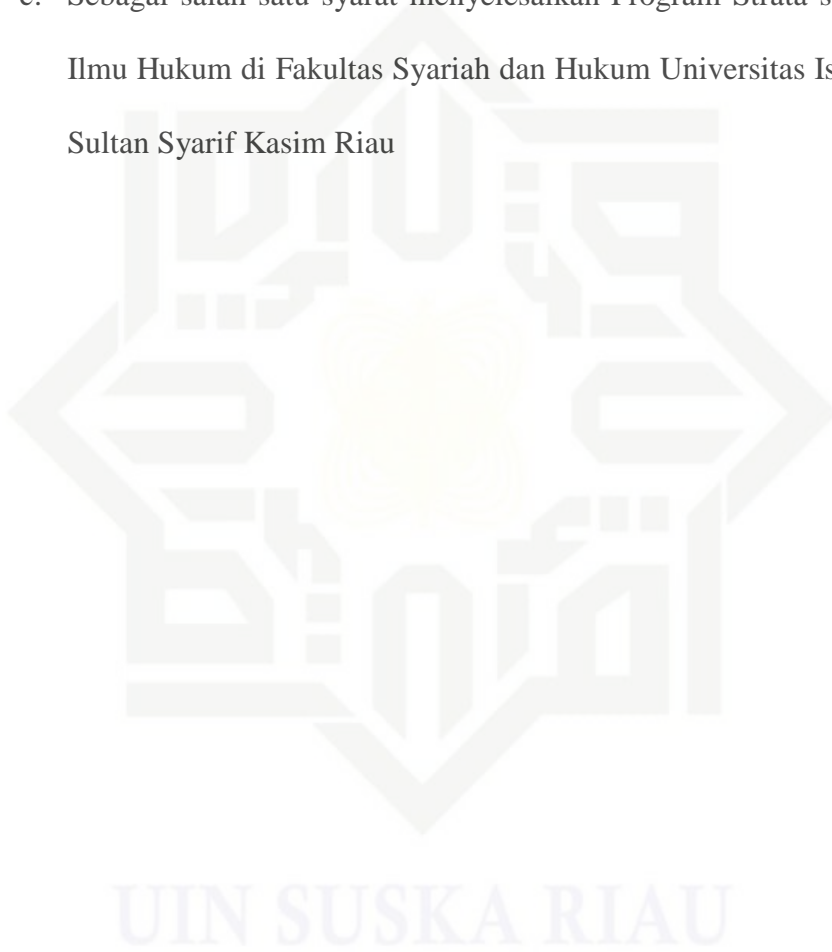 Sebagai salah satu syarat menyelesaikan Program Strata
Ilmu Hukum di Fakultas Syariah dan Hukum Universitas
Sultan Syarif Kasim Riau
UIN SUSKA RIAU